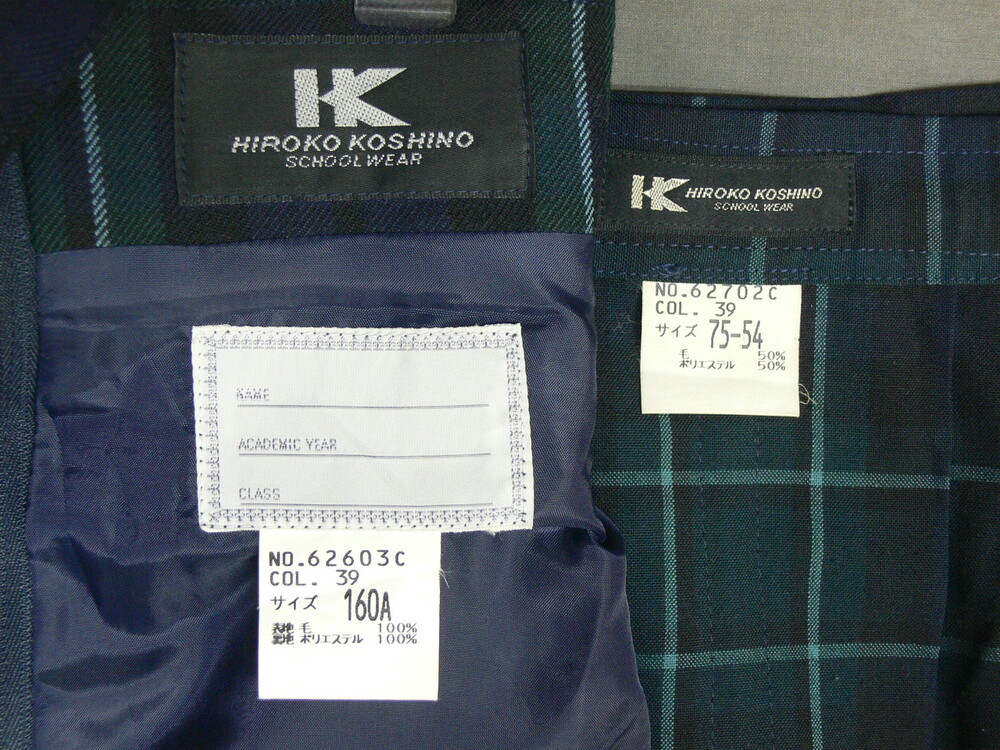 HK
HIROKO KOSHINO
SCHOOL WEAR
NAME
ACADEMIC YEAR
CLASS
NO.62603C
COL. 39
サイズ 160A
表地 毛 100%
裏地 ポリエステル 100%
HK HIROKO KOSHINO
SCHOOL WEAR
NO.62702C
COL. 39
サイズ 75-54
毛 50%
ポリエステル 50%